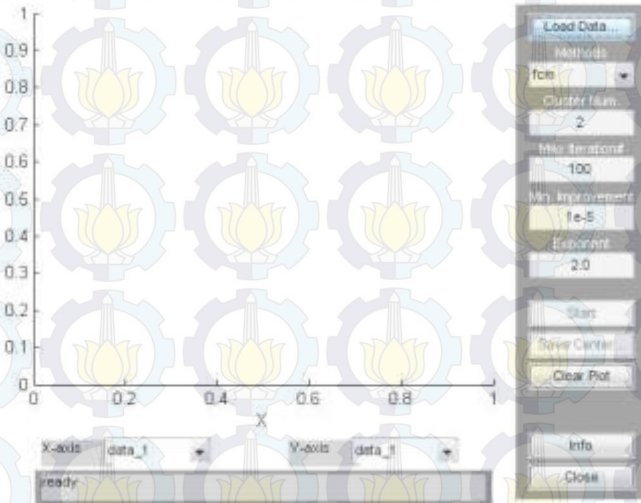 1
0.9
0.8
0.7
0.6
0.5
0.4
0.3
0.2
0.1
0
0 0.2 0.4 0.6 0.8 1
X
X-axis data_1 Y-axis data_1
ready
Load Data...
Methods
fcm
Cluster Num.
2
Max Iteration#
100
Min. Improvement
1e-5
Exponent
2.0
Start
Save Center...
Clear Plot
Info
Close